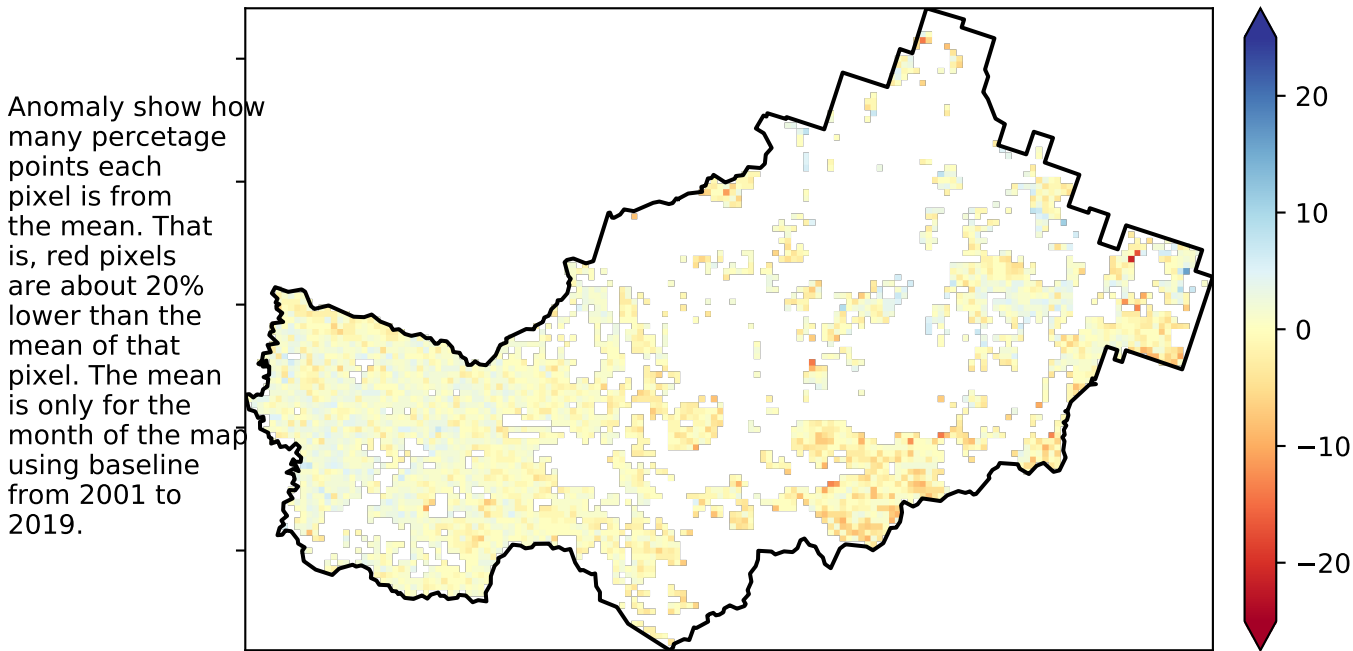 Anomaly show how
many percetage
points each
pixel is from
the mean. That
is, red pixels
are about 20%
lower than the
mean of that
pixel. The mean
is only for the
month of the map
using baseline
from 2001 to
2019.
20
10
0
−10
−20